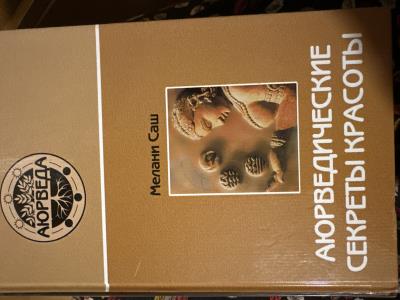 АЮРВЕДА
Мелани Саш
АЮРВЕДИЧЕСКИЕ
СЕКРЕТЫ КРАСОТЫ